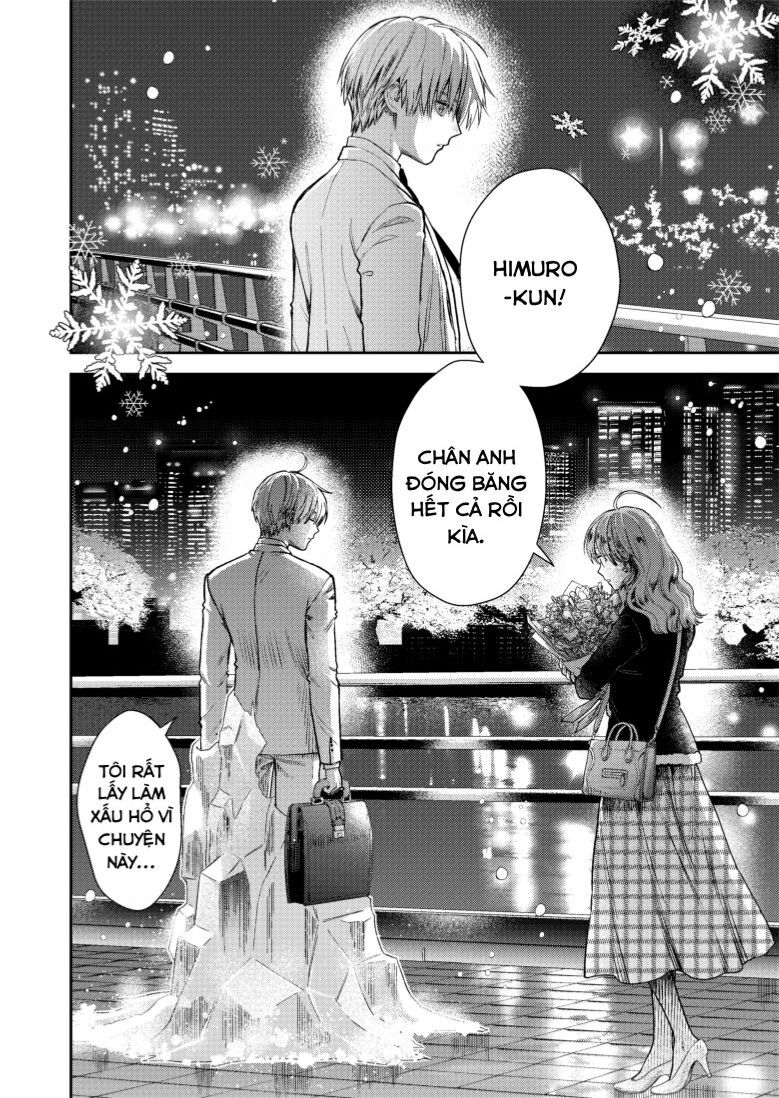 HIMURO
-KUN!
CHÂN ANH
ĐÓNG BĂNG
HẾT CẢ RỒI
KÌA.
TÔI RẤT
LẤY LÀM
XẤU HỔ VÌ
CHUYỆN
NÀY...